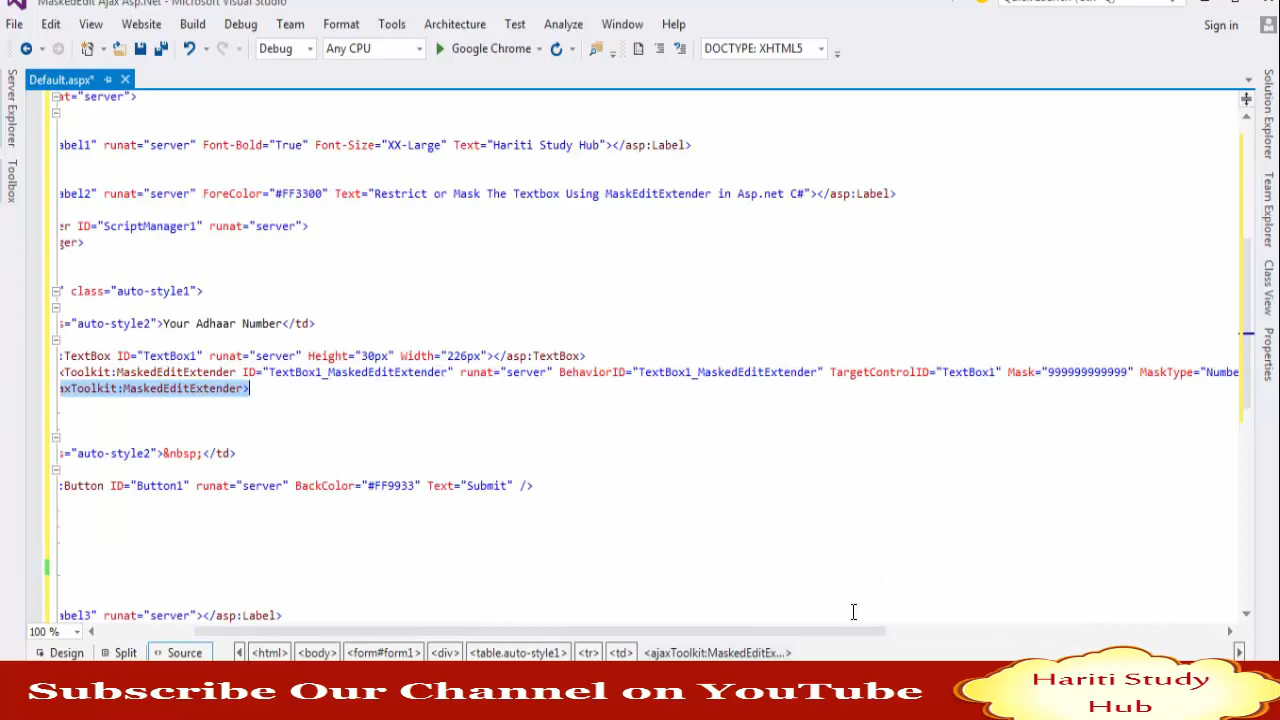 MaskedEdit Ajax Asp.Net - Microsoft Visual Studio
File Edit View Website Build Debug Team Format Tools Architecture Test Analyze Window Help Sign in
Debug Any CPU Google Chrome DOCTYPE: XHTML5
Default.aspx*
Server Explorer
Toolbox
Solution Explorer
Team Explorer
Class View
Properties
at="server">
abel1" runat="server" Font-Bold="True" Font-Size="XX-Large" Text="Hariti Study Hub"></asp:Label>
abel2" runat="server" ForeColor="#FF3300" Text="Restrict or Mask The Textbox Using MaskEditExtender in Asp.net C#"></asp:Label>
er ID="ScriptManager1" runat="server">
ger>
" class="auto-style1">
s="auto-style2">Your Adhaar Number</td>
:TextBox ID="TextBox1" runat="server" Height="30px" Width="226px"></asp:TextBox>
xToolkit:MaskedEditExtender ID="TextBox1_MaskedEditExtender" runat="server" BehaviorID="TextBox1_MaskedEditExtender" TargetControlID="TextBox1" Mask="999999999999" MaskType="Numbe
axToolkit:MaskedEditExtender>
s="auto-style2">&nbsp;</td>
:Button ID="Button1" runat="server" BackColor="#FF9933" Text="Submit" />
abel3" runat="server"></asp:Label>
100 %
Design Split Source <html> <body> <form#form1> <div> <table.auto-style1> <tr> <td> <ajaxToolkit:MaskedEditEx...>
Subscribe Our Channel on YouTube
Hariti Study
Hub